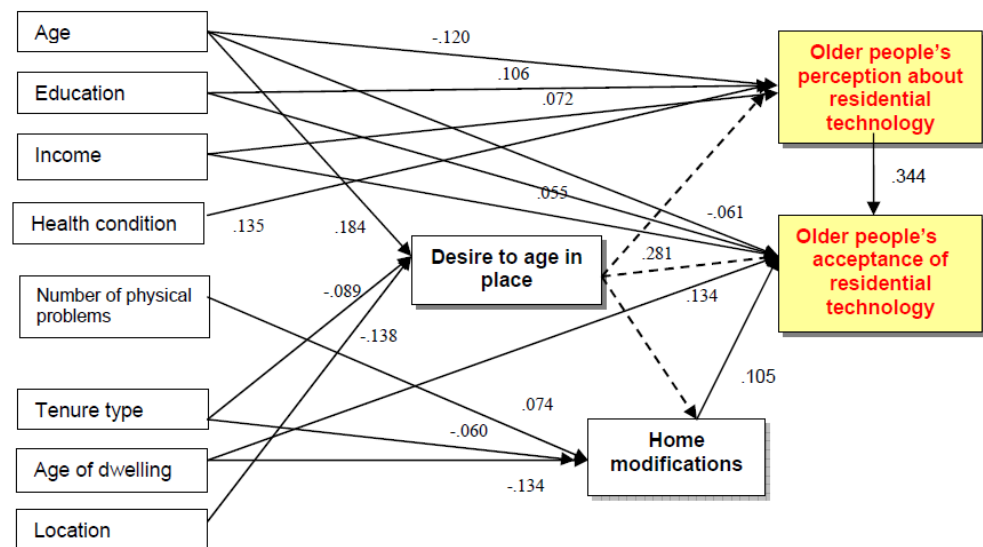 Age
Education
Income
Health condition
Number of physical
problems
Tenure type
Age of dwelling
Location
-.120
.106
.072
.055
-.061
.135
.184
-.089
-.138
.281
.134
.074
-.060
-.134
.105
.344
Desire to age in
place
Home
modifications
Older people's
perception about
residential
technology
Older people's
acceptance of
residential
technology